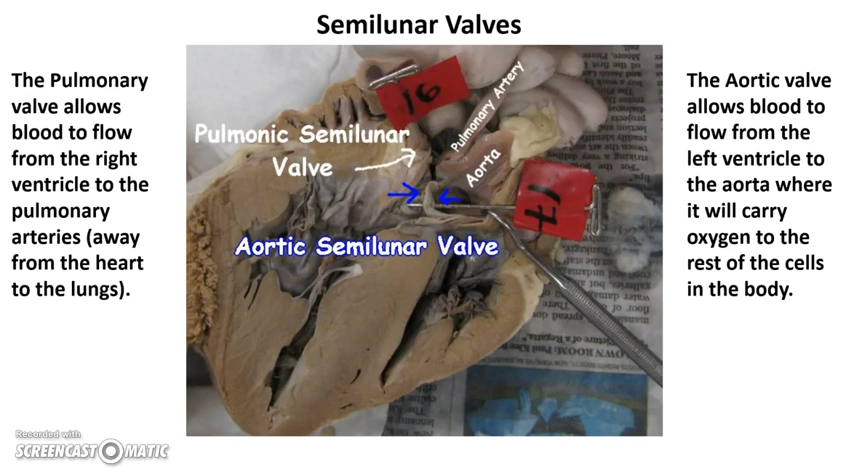 Semilunar Valves
The Pulmonary
valve allows
blood to flow
from the right
ventricle to the
pulmonary
arteries (away
from the heart
to the lungs).
16
Pulmonary Artery
Pulmonic Semilunar
Valve
Aorta
17
Aortic Semilunar Valve
The Aortic valve
allows blood to
flow from the
left ventricle to
the aorta where
it will carry
oxygen to the
rest of the cells
in the body.
Recorded with
SCREENCAST-O-MATIC